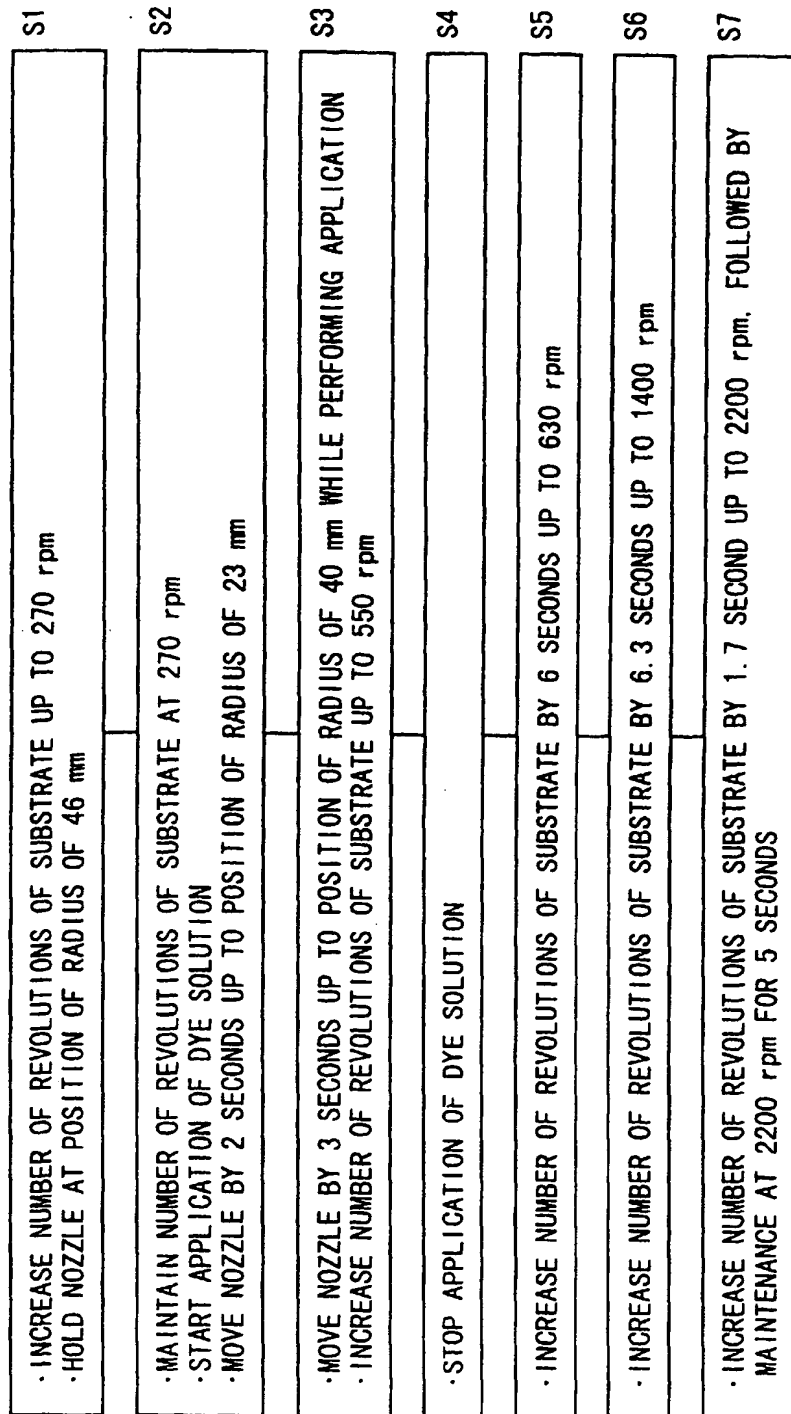 S1
·INCREASE NUMBER OF REVOLUTIONS OF SUBSTRATE UP TO 270 rpm
·HOLD NOZZLE AT POSITION OF RADIUS OF 46 mm
S2
·MAINTAIN NUMBER OF REVOLUTIONS OF SUBSTRATE AT 270 rpm
·START APPLICATION OF DYE SOLUTION
·MOVE NOZZLE BY 2 SECONDS UP TO POSITION OF RADIUS OF 23 mm
S3
·MOVE NOZZLE BY 3 SECONDS UP TO POSITION OF RADIUS OF 40 mm WHILE PERFORMING APPLICATION
·INCREASE NUMBER OF REVOLUTIONS OF SUBSTRATE UP TO 550 rpm
S4
·STOP APPLICATION OF DYE SOLUTION
S5
·INCREASE NUMBER OF REVOLUTIONS OF SUBSTRATE BY 6 SECONDS UP TO 630 rpm
S6
·INCREASE NUMBER OF REVOLUTIONS OF SUBSTRATE BY 6.3 SECONDS UP TO 1400 rpm
S7
·INCREASE NUMBER OF REVOLUTIONS OF SUBSTRATE BY 1.7 SECOND UP TO 2200 rpm, FOLLOWED BY
MAINTENANCE AT 2200 rpm FOR 5 SECONDS